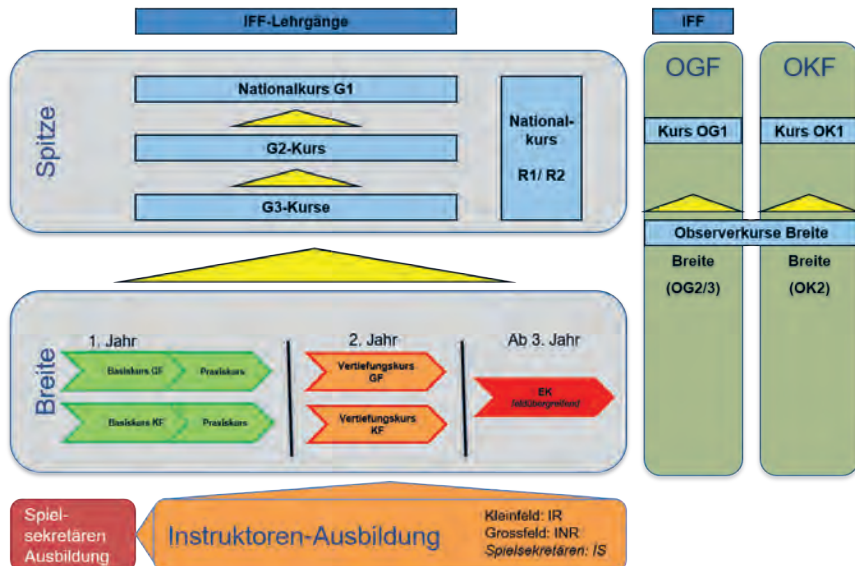 IFF-Lehrgänge
IFF
Spitze
Nationalkurs G1
G2-Kurs
G3-Kurse
National-
kurs
R1/ R2
OGF
OKF
Kurs OG1
Kurs OK1
Observerkurse Breite
Breite
(OG2/3)
Breite
(OK2)
Breite
1. Jahr
2. Jahr
Ab 3. Jahr
Basiskurs GF
Praxiskurs
Vertiefungskurs
GF
EK
feldübergreifend
Basiskurs KF
Praxiskurs
Vertiefungskurs
KF
Spiel-
sekretären
Ausbildung
Instruktoren-Ausbildung
Kleinfeld: IR
Grossfeld: INR
Spielsekretären: IS